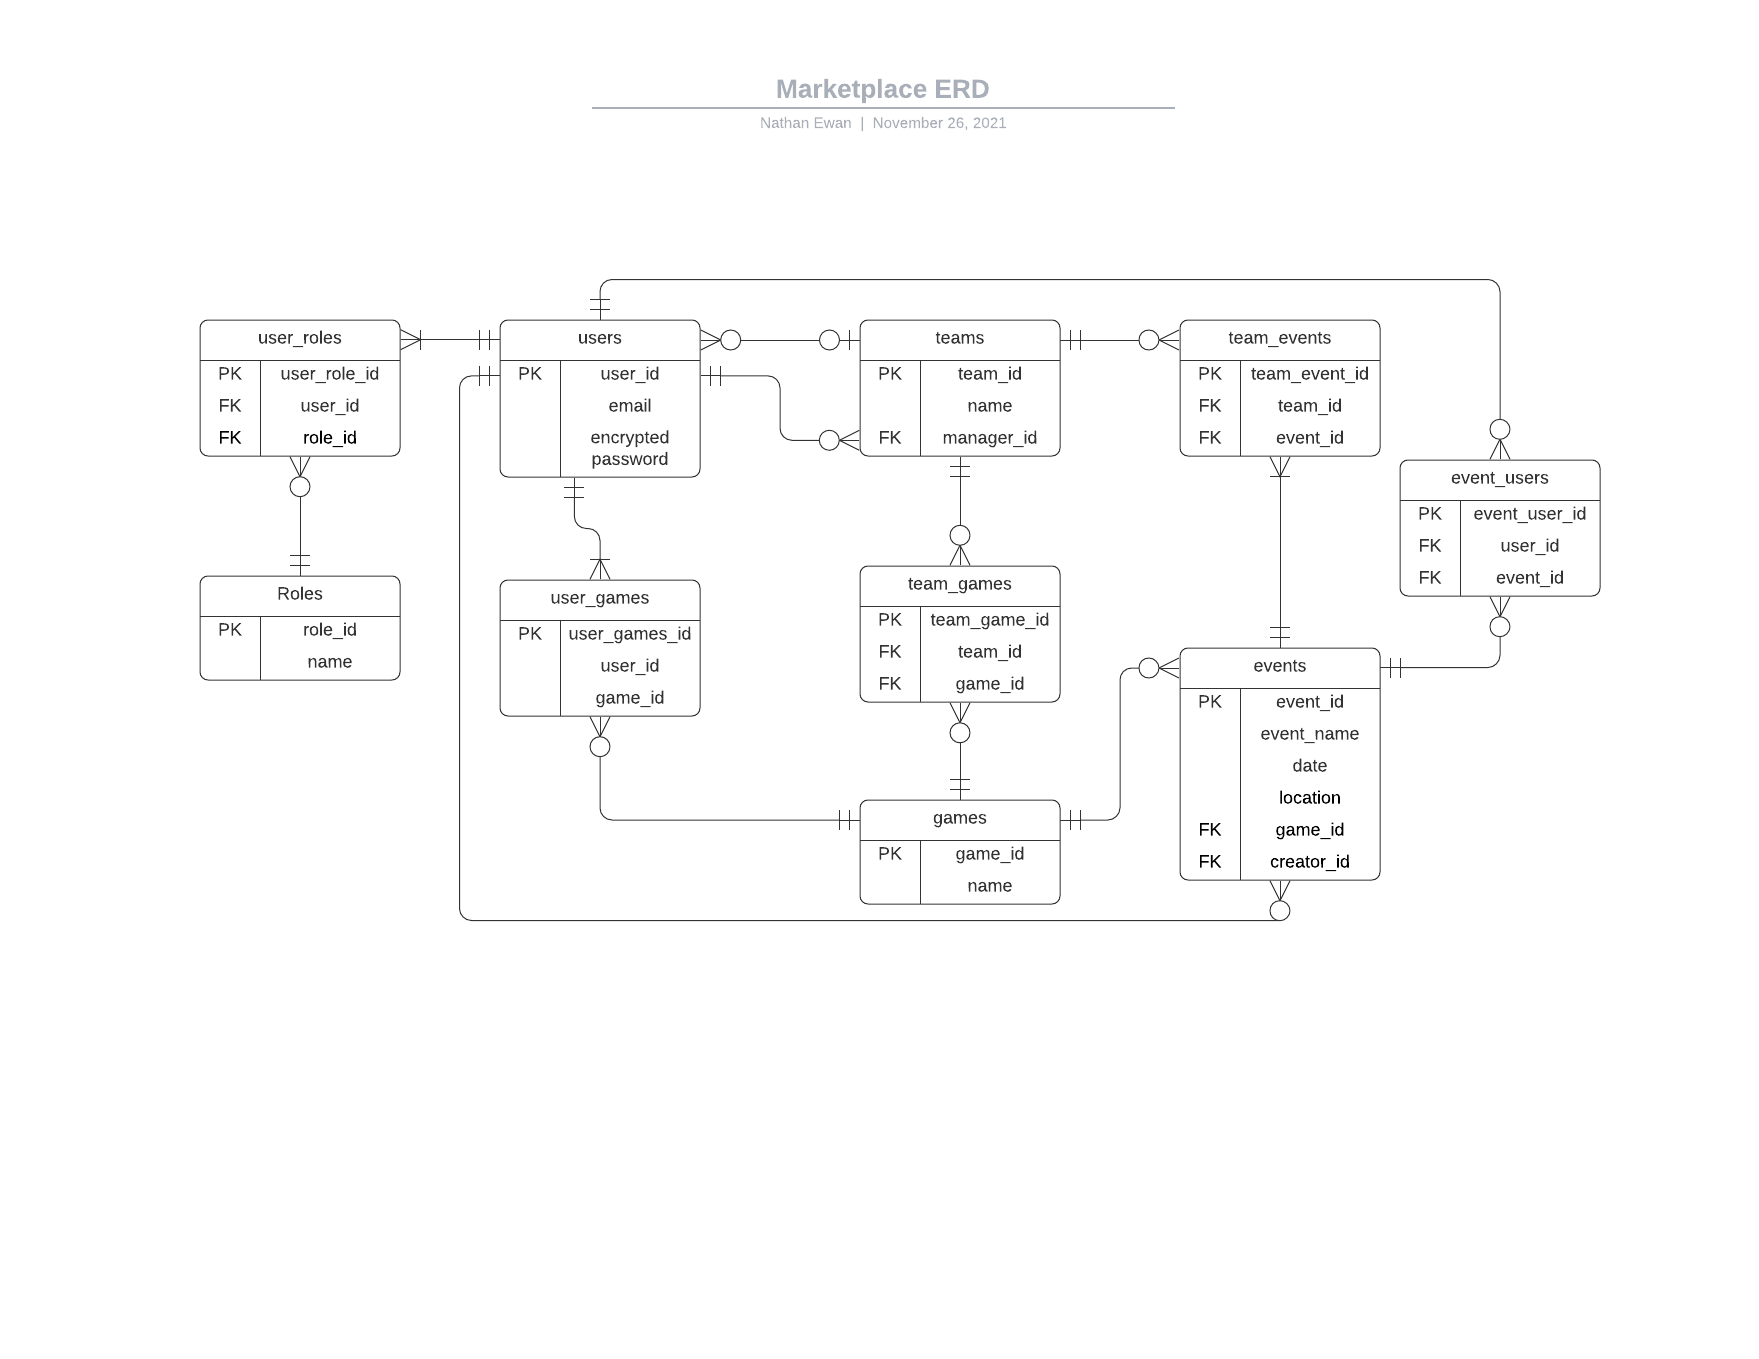 Marketplace ERD
Nathan Ewan | November 26, 2021
user_roles
PK user_role_id
FK user_id
FK role_id
users
PK user_id
email
encrypted
password
teams
PK team_id
name
FK manager_id
team_events
PK team_event_id
FK team_id
FK event_id
event_users
PK event_user_id
FK user_id
FK event_id
Roles
PK role_id
name
user_games
PK user_games_id
user_id
game_id
team_games
PK team_game_id
FK team_id
FK game_id
events
PK event_id
event_name
date
location
FK game_id
FK creator_id
games
PK game_id
name